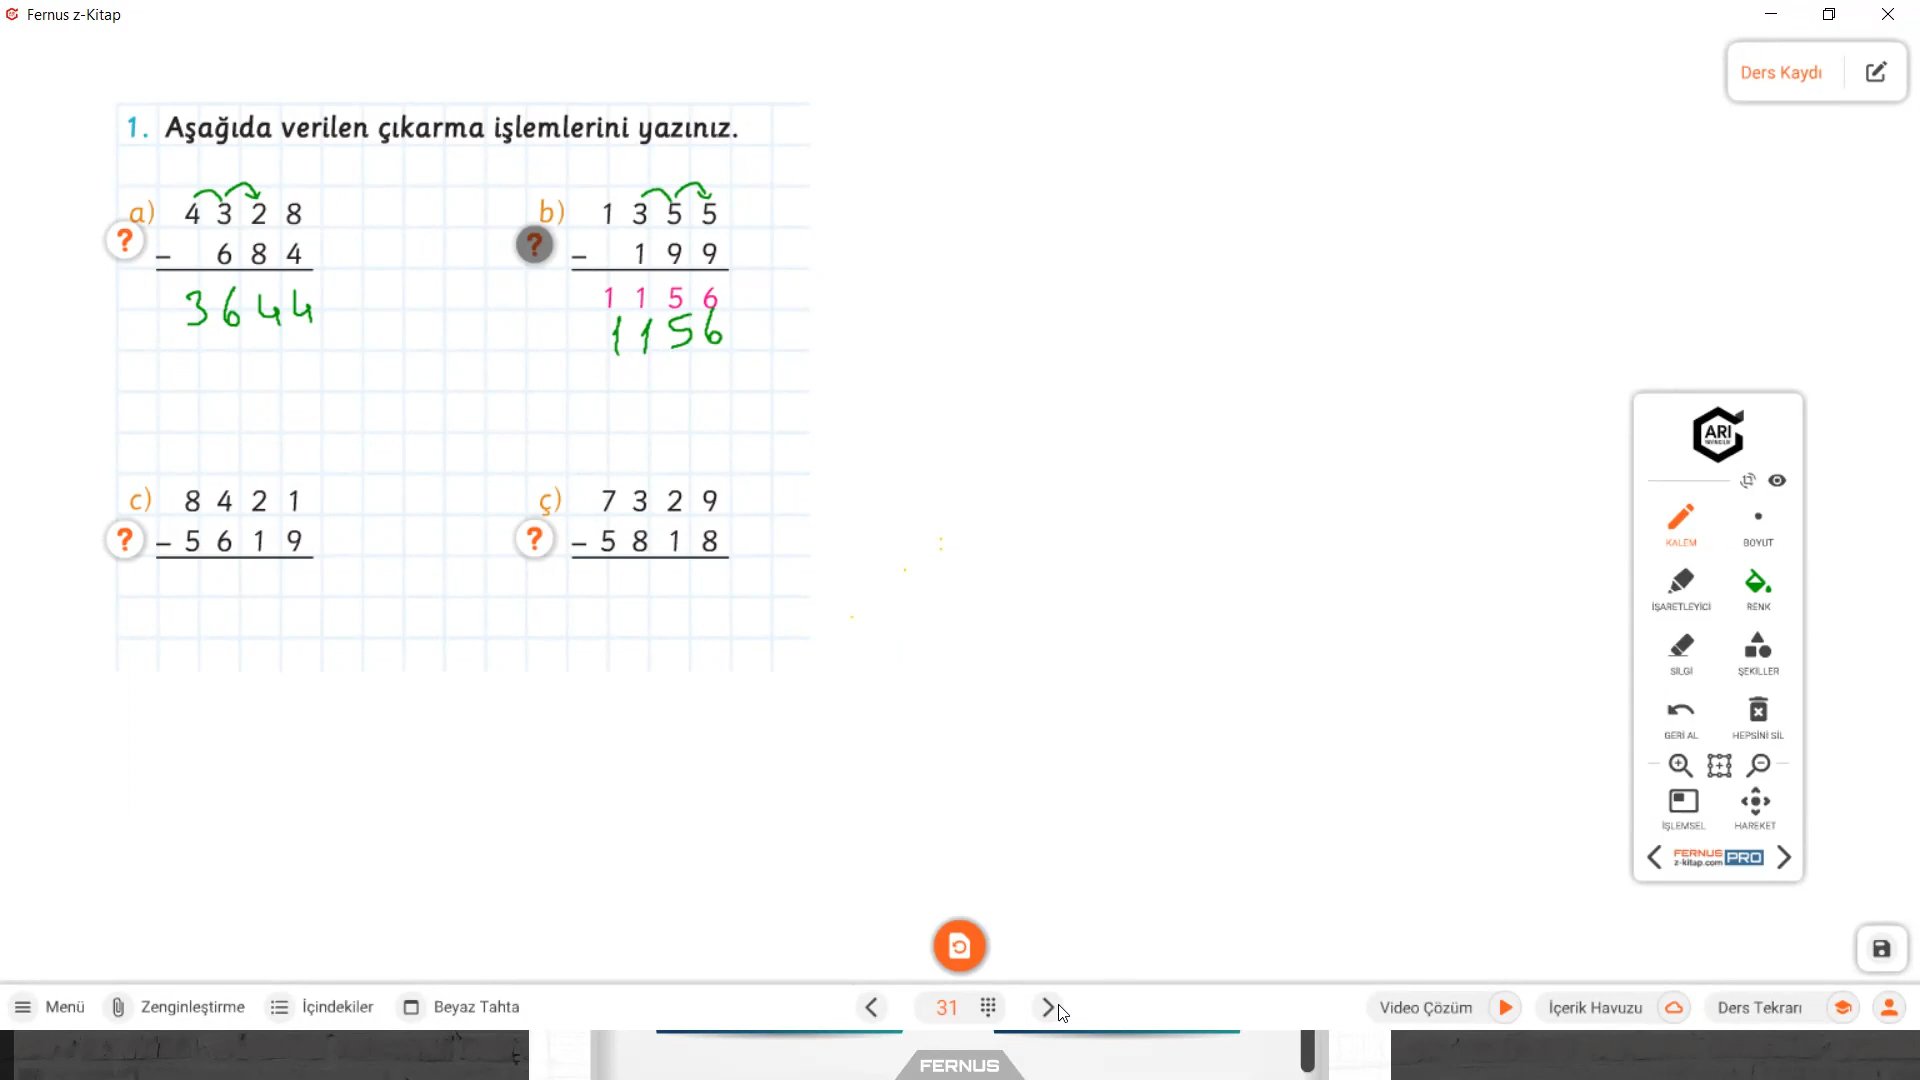 Fernus z-Kitap
Ders Kaydı
1. Aşağıda verilen çıkarma işlemlerini yazınız.
a) 4 3 2 8
? – 6 8 4
3 6 4 4
b) 1 3 5 5
? – 1 9 9
1 1 5 6
1 1 5 6
c) 8 4 2 1
? – 5 6 1 9
ç) 7 3 2 9
? – 5 8 1 8
ARI
KALEM BOYUT
İŞARETLEYİCİ RENK
SİLGİ ŞEKİLLER
GERİ AL HEPSİNİ SİL
İŞLEMSEL HAREKET
FERNUS
z-kitap.com PRO
Menü Zenginleştirme İçindekiler Beyaz Tahta 31 Video Çözüm İçerik Havuzu Ders Tekrarı
FERNUS